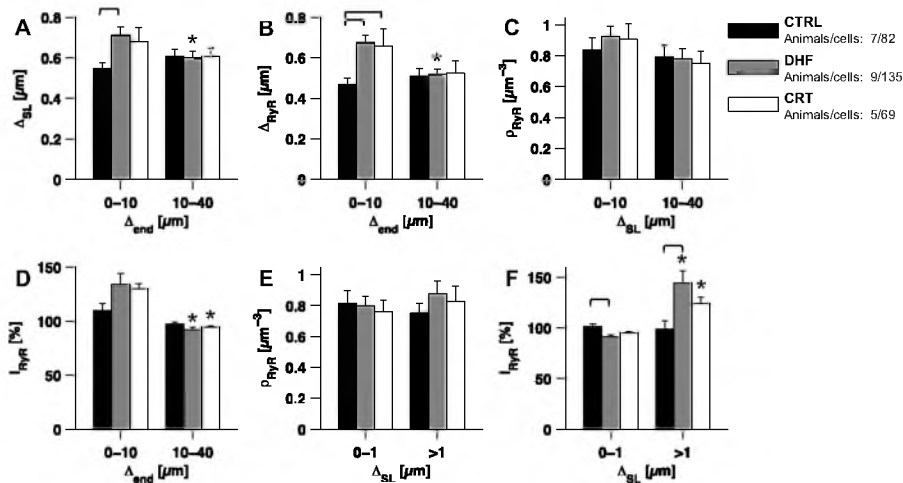 A
0.8
0.6
0.4
0.2
0
Δ_SL [µm]
*
0–10
10–40
Δ_end [µm]
B
0.8
0.6
0.4
0.2
0
Δ_RyR [µm]
*
0–10
10–40
Δ_end [µm]
C
1
0.8
0.6
0.4
0.2
0
ρ_RyR [µm⁻³]
0–10
10–40
Δ_SL [µm]
CTRL
Animals/cells: 7/82
DHF
Animals/cells: 9/135
CRT
Animals/cells: 5/69
D
150
100
50
0
I_RyR [%]
* *
0–10
10–40
Δ_end [µm]
E
1
0.8
0.6
0.4
0.2
0
ρ_RyR [µm⁻³]
0–1
>1
Δ_SL [µm]
F
150
100
50
0
I_RyR [%]
* *
0–1
>1
Δ_SL [µm]